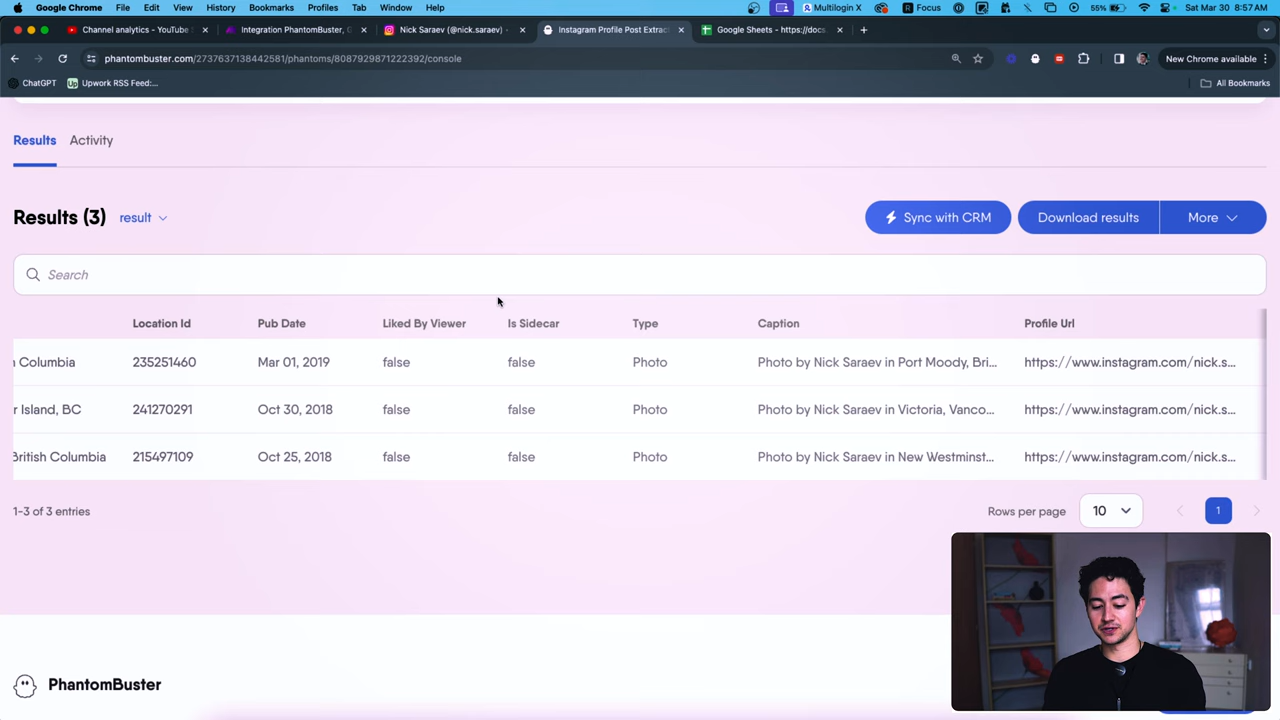 Google Chrome File Edit View History Bookmarks Profiles Tab Window Help Multilogin X Focus 55% Sat Mar 30 8:57 AM
Channel analytics - YouTube Integration PhantomBuster, G Nick Saraev (@nick.saraev) · Instagram Profile Post Extrac Google Sheets - https://docs.
phantombuster.com/2737637138442581/phantoms/8087929871222392/console New Chrome available
ChatGPT Upwork RSS Feed:... All Bookmarks
Results Activity
Results (3) result Sync with CRM Download results More
Search
Location Id Pub Date Liked By Viewer Is Sidecar Type Caption Profile Url
Columbia 235251460 Mar 01, 2019 false false Photo Photo by Nick Saraev in Port Moody, Bri... https://www.instagram.com/nick.s...
r Island, BC 241270291 Oct 30, 2018 false false Photo Photo by Nick Saraev in Victoria, Vanco... https://www.instagram.com/nick.s...
British Columbia 215497109 Oct 25, 2018 false false Photo Photo by Nick Saraev in New Westminst... https://www.instagram.com/nick.s...
1-3 of 3 entries Rows per page 10 1
PhantomBuster